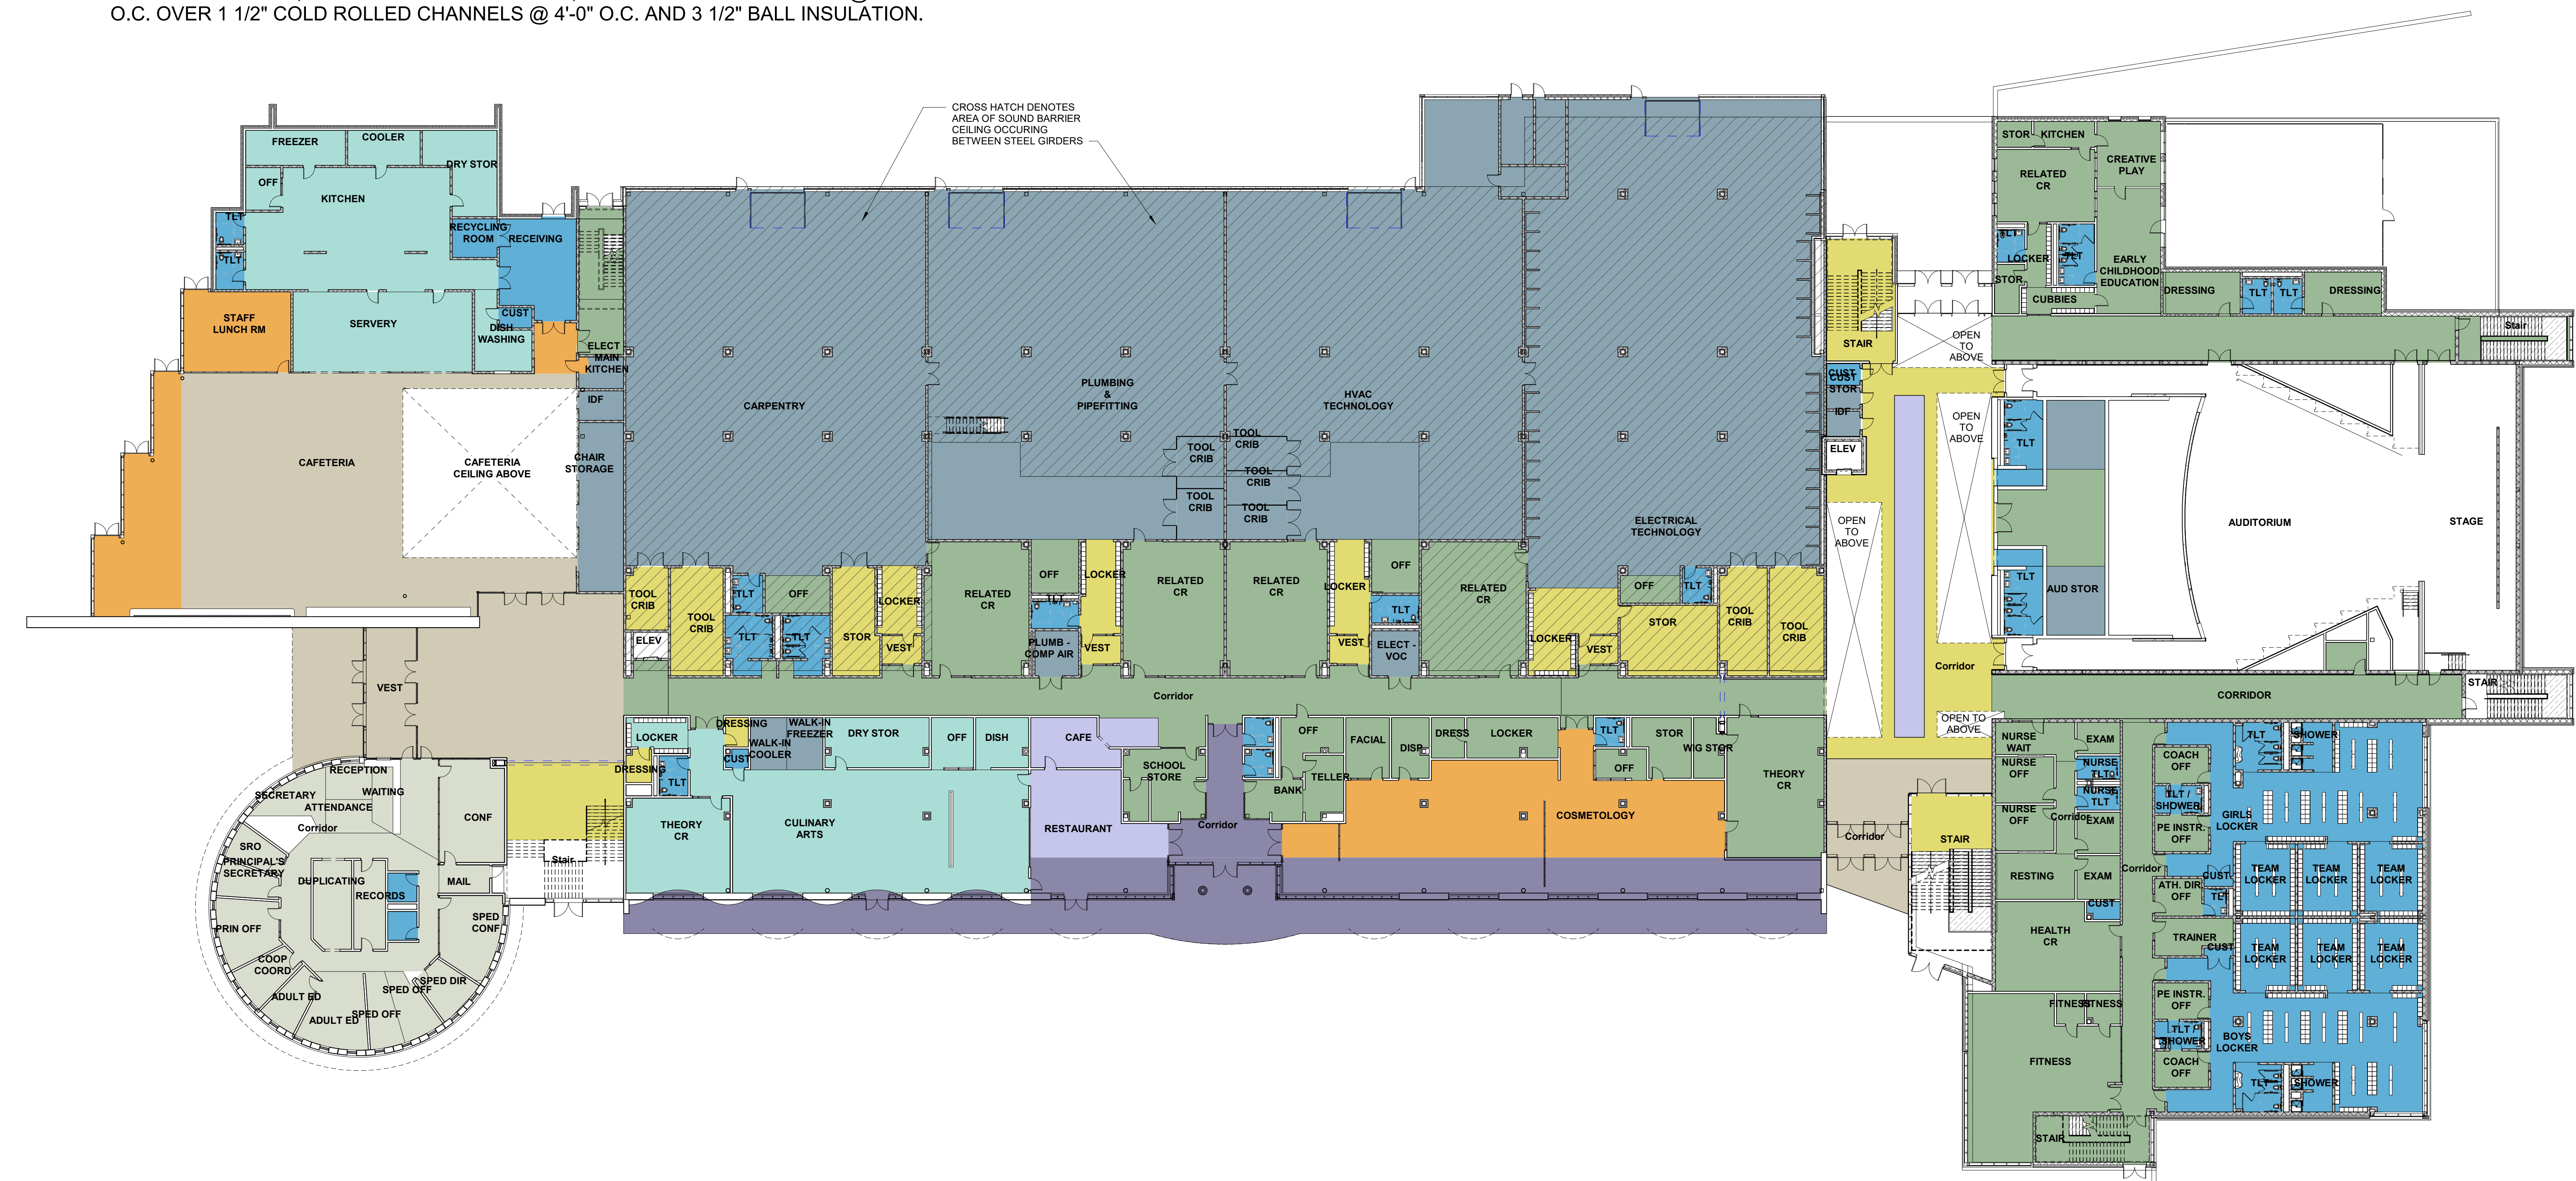 O.C. OVER 1 1/2" COLD ROLLED CHANNELS @ 4'-0" O.C. AND 3 1/2" BALL INSULATION.
CROSS HATCH DENOTES
AREA OF SOUND BARRIER
CEILING OCCURING
BETWEEN STEEL GIRDERS
FREEZER
COOLER
DRY STOR
OFF
KITCHEN
TLT
TLT
RECYCLING
ROOM
RECEIVING
STAFF
LUNCH RM
SERVERY
CUST
DISH
WASHING
ELECT
MAIN
KITCHEN
IDF
CAFETERIA
CAFETERIA
CEILING ABOVE
CHAIR
STORAGE
CARPENTRY
PLUMBING
&
PIPEFITTING
HVAC
TECHNOLOGY
TOOL
CRIB
TOOL
CRIB
TOOL
CRIB
TOOL
CRIB
TOOL
CRIB
ELECTRICAL
TECHNOLOGY
TOOL
CRIB
TOOL
CRIB
ELEV
TLT
OFF
TLT
TLT
STOR
LOCKER
VEST
RELATED
CR
OFF
TLT
PLUMB -
COMP AIR
LOCKER
VEST
RELATED
CR
RELATED
CR
LOCKER
VEST
OFF
TLT
ELECT -
VOC
RELATED
CR
LOCKER
VEST
OFF
TLT
STOR
TOOL
CRIB
TOOL
CRIB
STAIR
CUST
CUST
STOR
IDF
ELEV
OPEN
TO
ABOVE
OPEN
TO
ABOVE
OPEN
TO
ABOVE
OPEN TO
ABOVE
Corridor
STOR
KITCHEN
CREATIVE
PLAY
RELATED
CR
TLT
LOCKER
TLT
STOR
CUBBIES
EARLY
CHILDHOOD
EDUCATION
DRESSING
TLT
TLT
DRESSING
Stair
TLT
TLT
AUD STOR
AUDITORIUM
STAGE
CORRIDOR
STAIR
Corridor
VEST
RECEPTION
WAITING
SECRETARY
ATTENDANCE
Corridor
CONF
SRO
PRINCIPAL'S
SECRETARY
DUPLICATING
RECORDS
MAIL
PRIN OFF
SPED
CONF
COOP
COORD
ADULT ED
ADULT ED
SPED OFF
SPED OFF
SPED DIR
Stair
LOCKER
DRESSING
DRESSING
TLT
CUST
WALK-IN
COOLER
WALK-IN
FREEZER
DRY STOR
OFF
DISH
THEORY
CR
CULINARY
ARTS
CAFE
RESTAURANT
SCHOOL
STORE
Corridor
OFF
TELLER
BANK
FACIAL
DISP
DRESS
LOCKER
TLT
STOR
OFF
WIG STOR
THEORY
CR
COSMETOLOGY
Corridor
STAIR
NURSE
WAIT
EXAM
NURSE
OFF
NURSE
TLT
NURSE
TLT
NURSE
OFF
Corridor
EXAM
RESTING
EXAM
CUST
HEALTH
CR
FITNESS
FITNESS
FITNESS
STAIR
Corridor
COACH
OFF
TLT /
SHOWER
PE INSTR.
OFF
TLT
SHOWER
GIRLS
LOCKER
CUST
TEAM
LOCKER
TEAM
LOCKER
TEAM
LOCKER
ATH. DIR.
OFF
TLT
TRAINER
CUST
TEAM
LOCKER
TEAM
LOCKER
TEAM
LOCKER
PE INSTR.
OFF
TLT /
SHOWER
BOYS
LOCKER
COACH
OFF
TLT
SHOWER